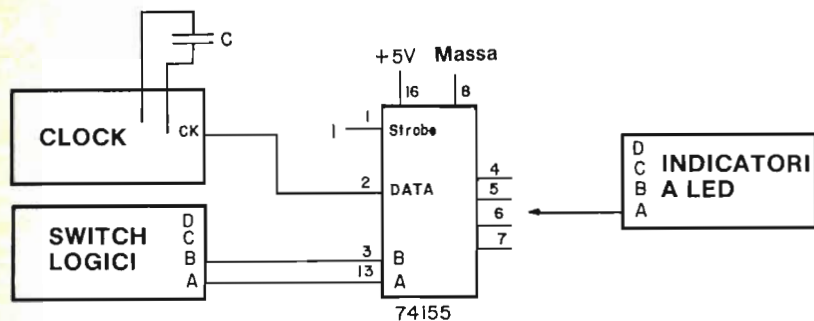 C
+5V Massa
16 8
CLOCK CK
1 1 Strobe
2 DATA
4
5
6
7
SWITCH LOGICI
D
C
B
A
3 B
13 A
74155
D
C
B
A
INDICATORI
A LED